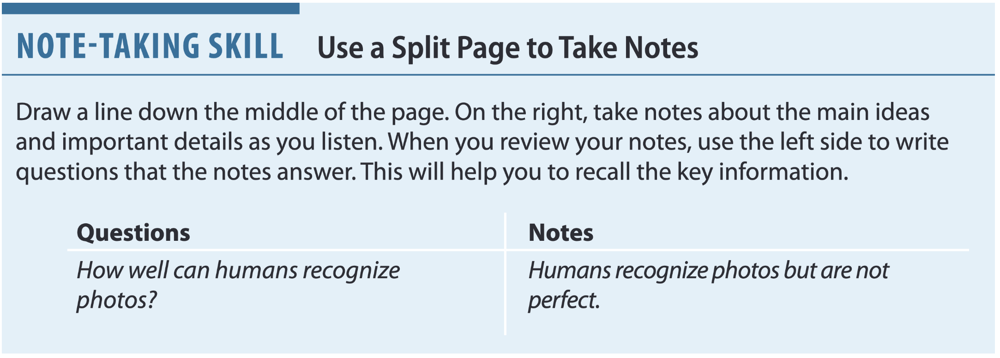 NOTE-TAKING SKILL Use a Split Page to Take Notes
Draw a line down the middle of the page. On the right, take notes about the main ideas
and important details as you listen. When you review your notes, use the left side to write
questions that the notes answer. This will help you to recall the key information.
Questions
How well can humans recognize
photos?
Notes
Humans recognize photos but are not
perfect.